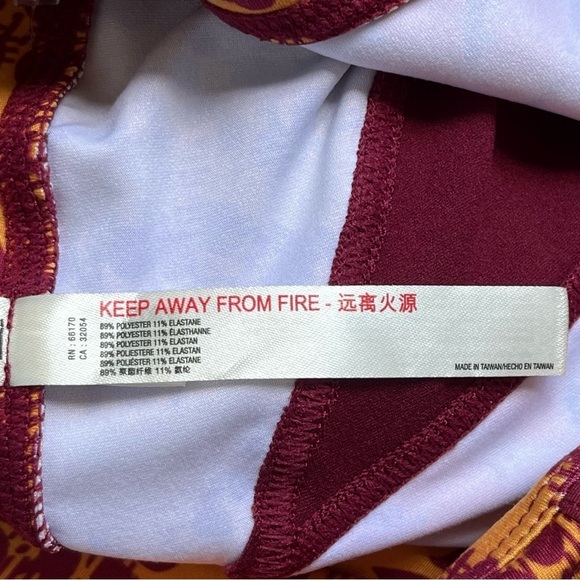 RN : 66170
CA : 32054
KEEP AWAY FROM FIRE - 远离火源
89% POLYESTER 11% ELASTANE
89% POLYESTER 11% ÉLASTHANNE
89% POLYESTER 11% ELASTAN
89% POLIESTERE 11% ELASTAN
89% POLIÉSTER 11% ELASTANE
89% 聚酯纤维 11% 氨纶
MADE IN TAIWAN/HECHO EN TAIWAN